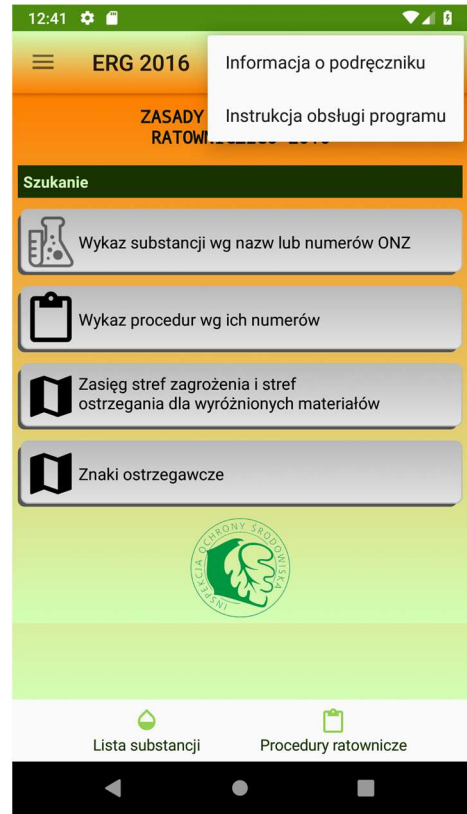 12:41
ERG 2016
Informacja o podręczniku
Instrukcja obsługi programu
ZASADY
Szukanie
Wykaz substancji wg nazw lub numerów ONZ
Wykaz procedur wg ich numerów
Zasięg stref zagrożenia i stref
ostrzegania dla wyróżnionych materiałów
Znaki ostrzegawcze
INSPEKCJA OCHRONY ŚRODOWISKA
Lista substancji
Procedury ratownicze